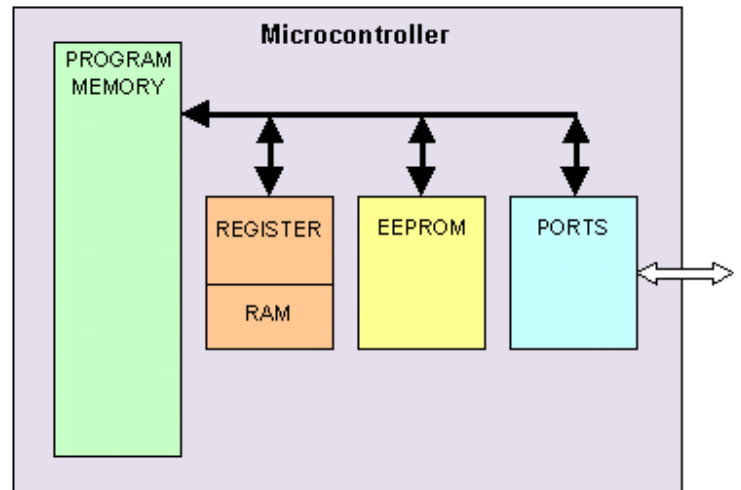 Microcontroller
PROGRAM
MEMORY
REGISTER
RAM
EEPROM
PORTS